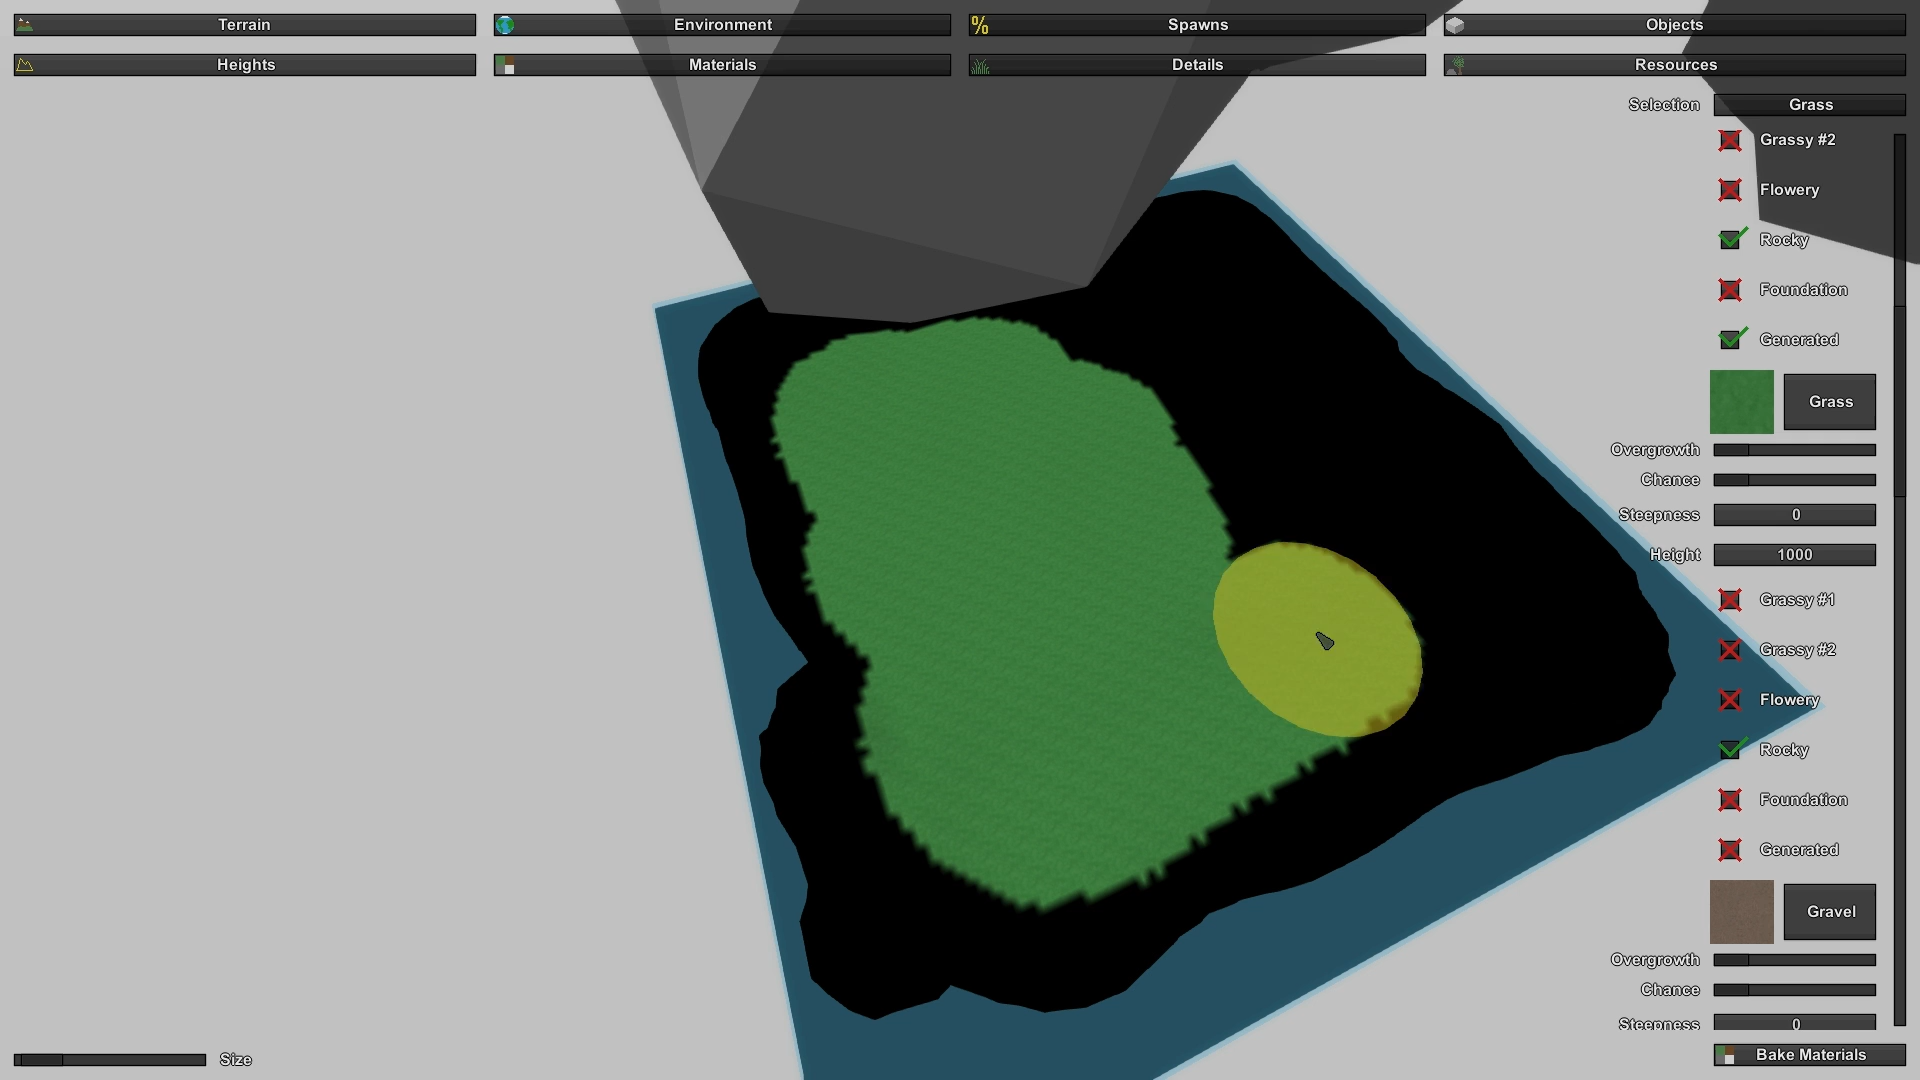 Terrain
Environment
% Spawns
Objects
Heights
Materials
Details
Resources
Selection Grass
Grassy #2
Flowery
Rocky
Foundation
Generated
Grass
Overgrowth
Chance
Steepness 0
Height 1000
Grassy #1
Grassy #2
Flowery
Rocky
Foundation
Generated
Gravel
Overgrowth
Chance
Steepness 0
Size
Bake Materials